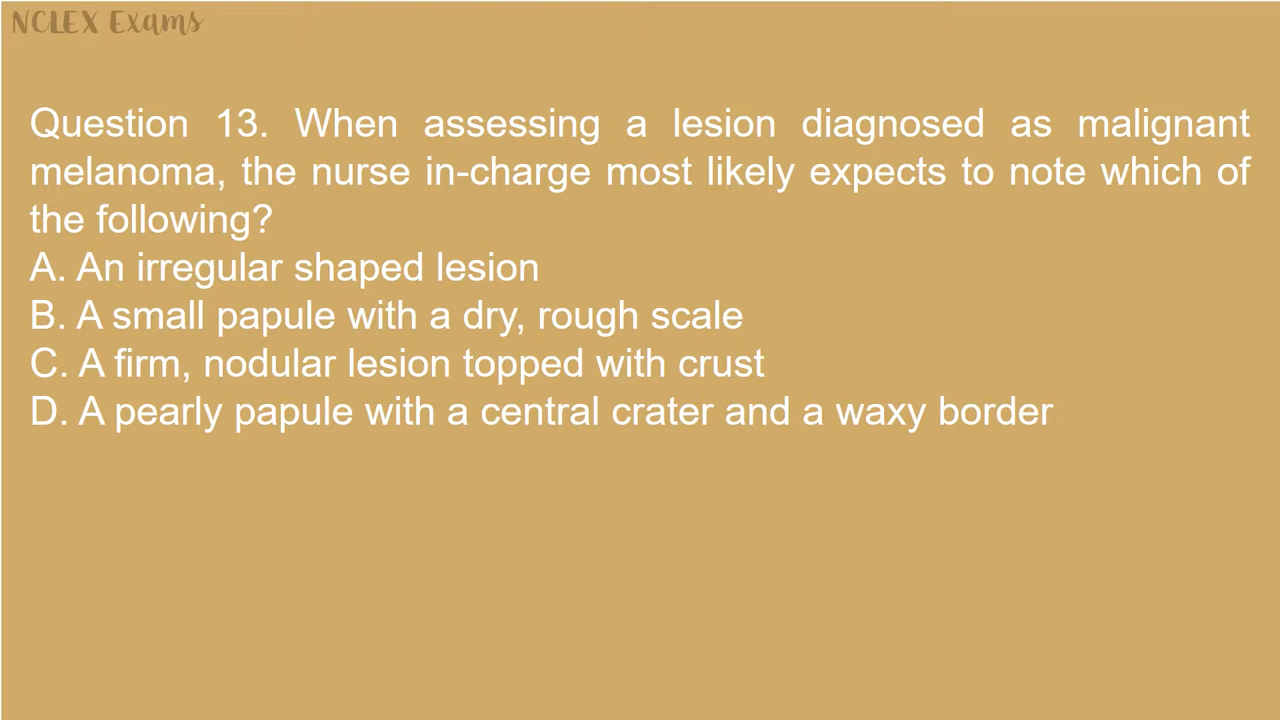 NCLEX Exams
Question 13. When assessing a lesion diagnosed as malignant
melanoma, the nurse in-charge most likely expects to note which of
the following?
A. An irregular shaped lesion
B. A small papule with a dry, rough scale
C. A firm, nodular lesion topped with crust
D. A pearly papule with a central crater and a waxy border